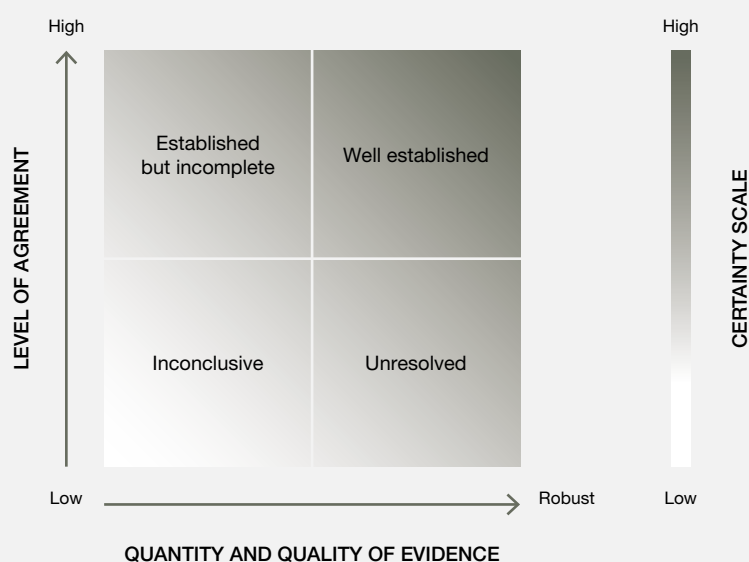 High
High
LEVEL OF AGREEMENT
Established
but incomplete
Well established
CERTAINTY SCALE
Inconclusive
Unresolved
Low
Robust
Low
QUANTITY AND QUALITY OF EVIDENCE